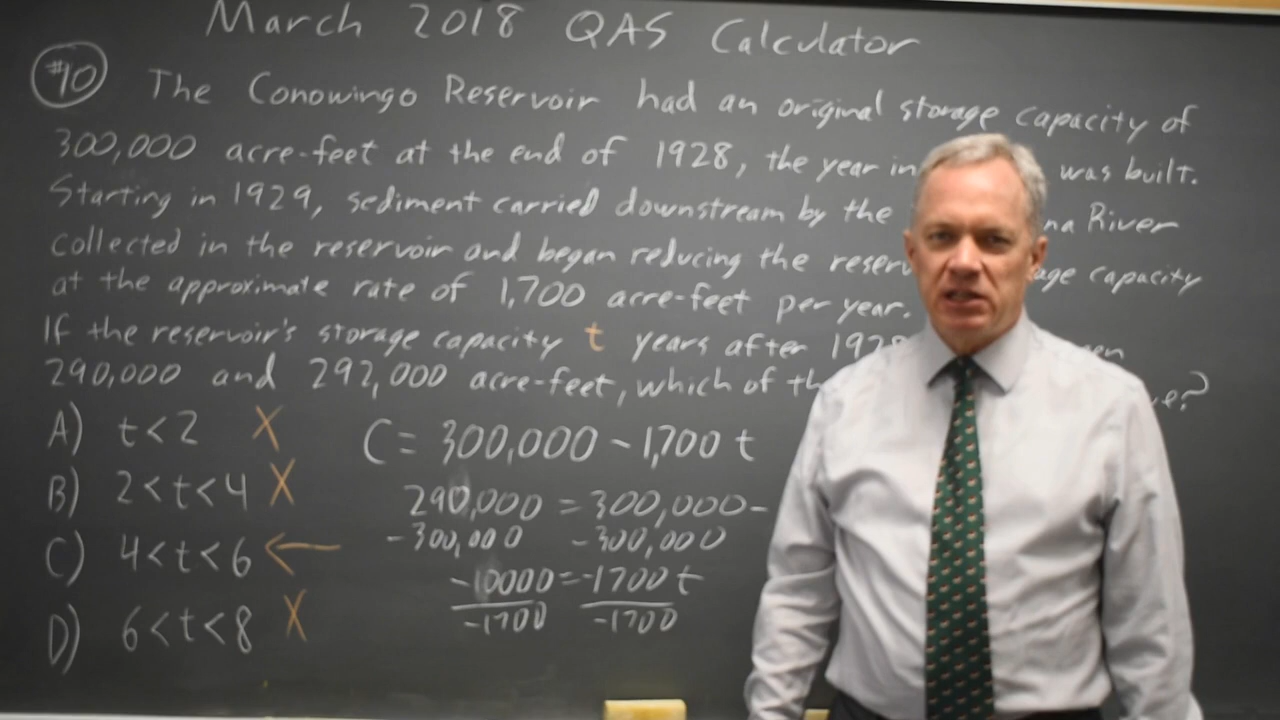 March 2018 QAS Calculator
#10 The Conowingo Reservoir had an original storage capacity of
300,000 acre-feet at the end of 1928, the year in was built.
Starting in 1929, sediment carried downstream by the na River
collected in the reservoir and began reducing the reserv age capacity
at the approximate rate of 1,700 acre-feet per year.
If the reservoir's storage capacity t years after 192 en
290,000 and 292,000 acre-feet, which of th ve?
A) t<2 X
B) 2<t<4 X
C) 4<t<6 ←
D) 6<t<8 X
C = 300,000 - 1,700 t
290,000 = 300,000-
-300,000 -300,000
-10000 = -1700 t
-1700 -1700